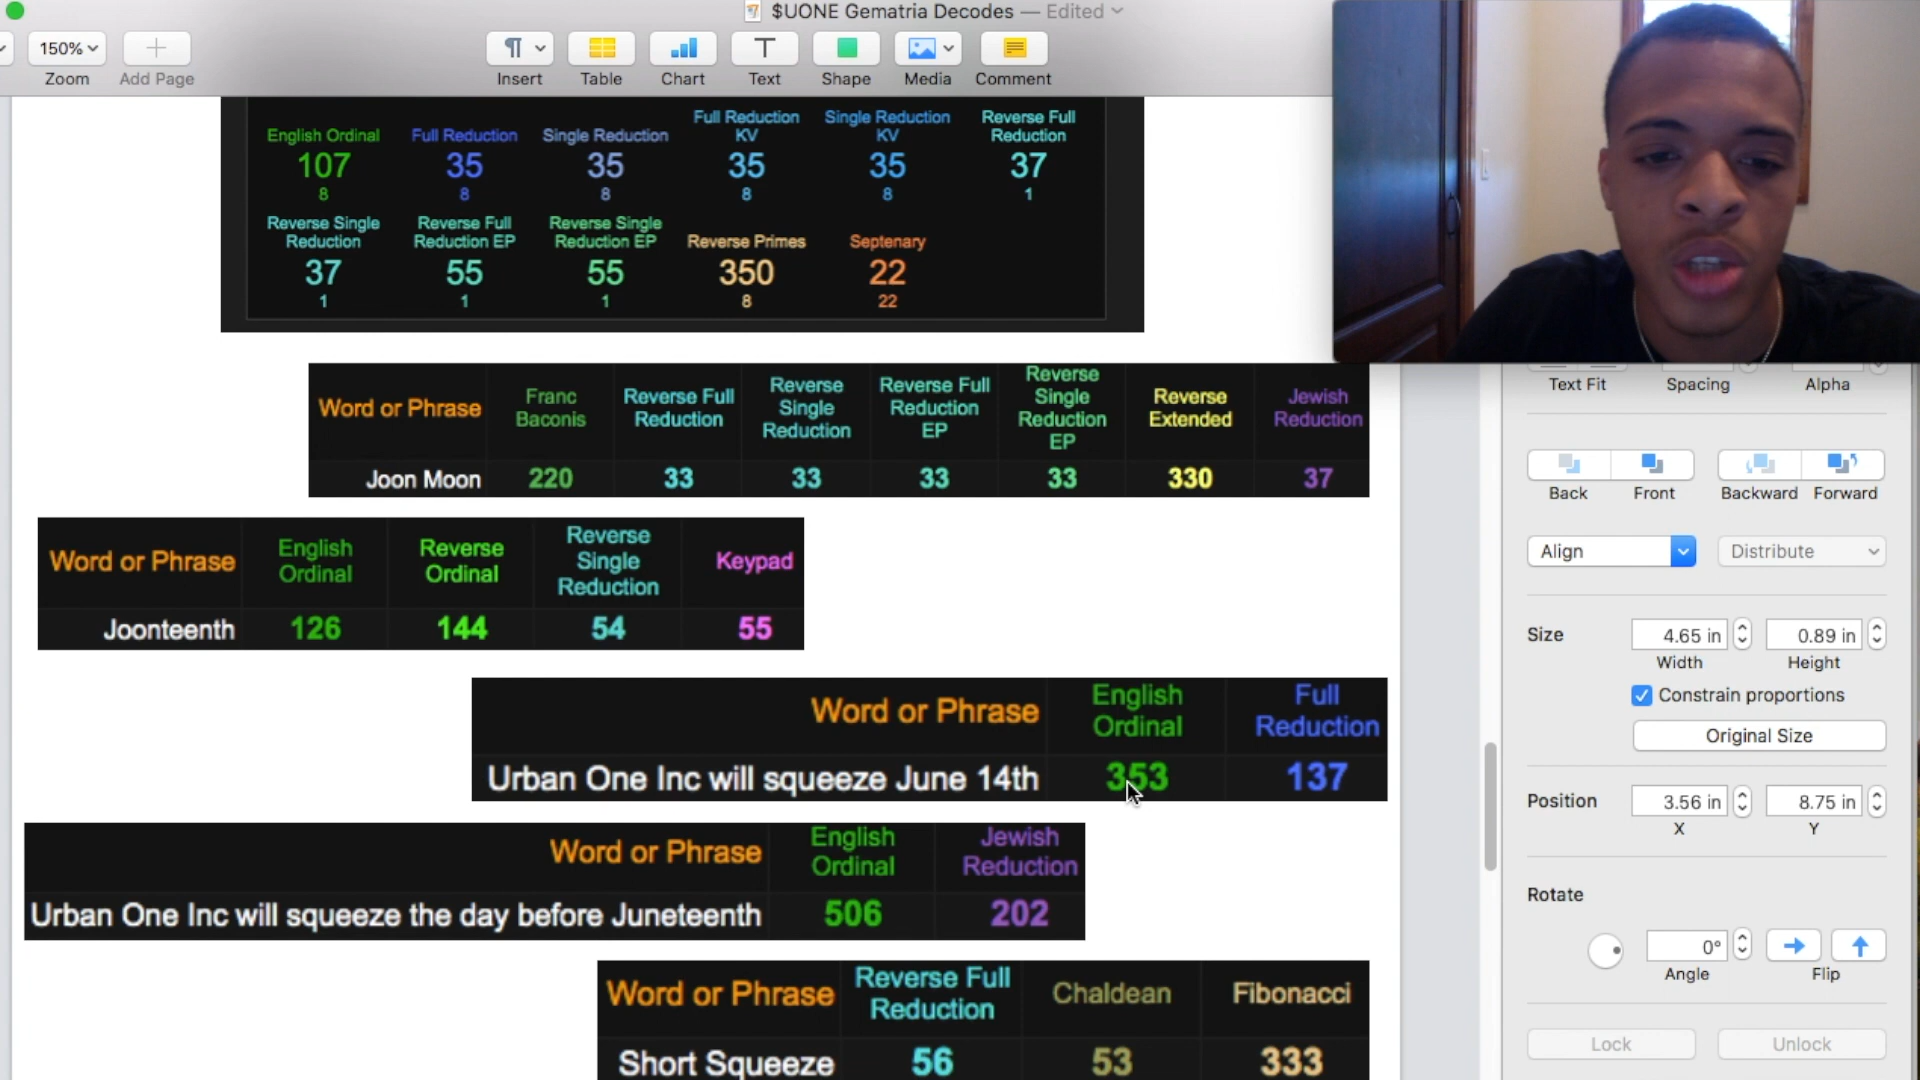 $UONE Gematria Decodes — Edited
150%
Zoom
Add Page
Insert
Table
Chart
Text
Shape
Media
Comment
English Ordinal
107
8
Full Reduction
35
8
Single Reduction
35
8
Full Reduction
KV
35
8
Single Reduction
KV
35
8
Reverse Full
Reduction
37
1
Reverse Single
Reduction
37
1
Reverse Full
Reduction EP
55
1
Reverse Single
Reduction EP
55
1
Reverse Primes
350
8
Septenary
22
22
Word or Phrase
Franc
Baconis
Reverse Full
Reduction
Reverse
Single
Reduction
Reverse Full
Reduction
EP
Reverse
Single
Reduction
EP
Reverse
Extended
Jewish
Reduction
Joon Moon 220 33 33 33 33 330 37
Word or Phrase
English
Ordinal
Reverse
Ordinal
Reverse
Single
Reduction
Keypad
Joonteenth 126 144 54 55
Word or Phrase
English
Ordinal
Full
Reduction
Urban One Inc will squeeze June 14th 353 137
Word or Phrase
English
Ordinal
Jewish
Reduction
Urban One Inc will squeeze the day before Juneteenth 506 202
Word or Phrase
Reverse Full
Reduction
Chaldean
Fibonacci
Short Squeeze 56 53 333
Text Fit
Spacing
Alpha
Back
Front
Backward
Forward
Align
Distribute
Size
4.65 in
Width
0.89 in
Height
Constrain proportions
Original Size
Position
3.56 in
X
8.75 in
Y
Rotate
0°
Angle
Flip
Lock
Unlock